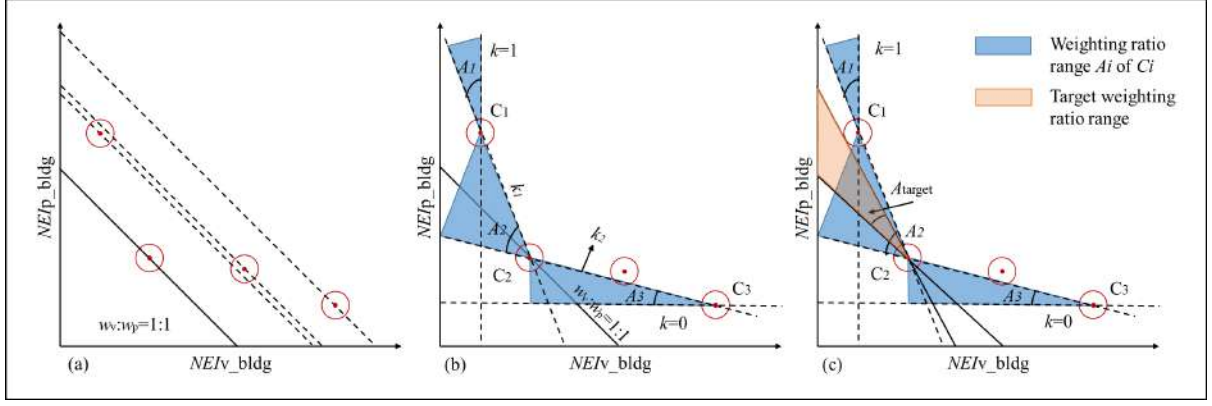 NEIp_bldg
wv:wp=1:1
(a)
NEIv_bldg
NEIp_bldg
k=1
A1
C1
k1
A2
k2
C2
C3
A3
wv:wp=1:1
k=0
(b)
NEIv_bldg
NEIp_bldg
k=1
A1
C1
Atarget
A2
C2
C3
A3
k=0
(c)
NEIv_bldg
Weighting ratio
range Ai of Ci
Target weighting
ratio range